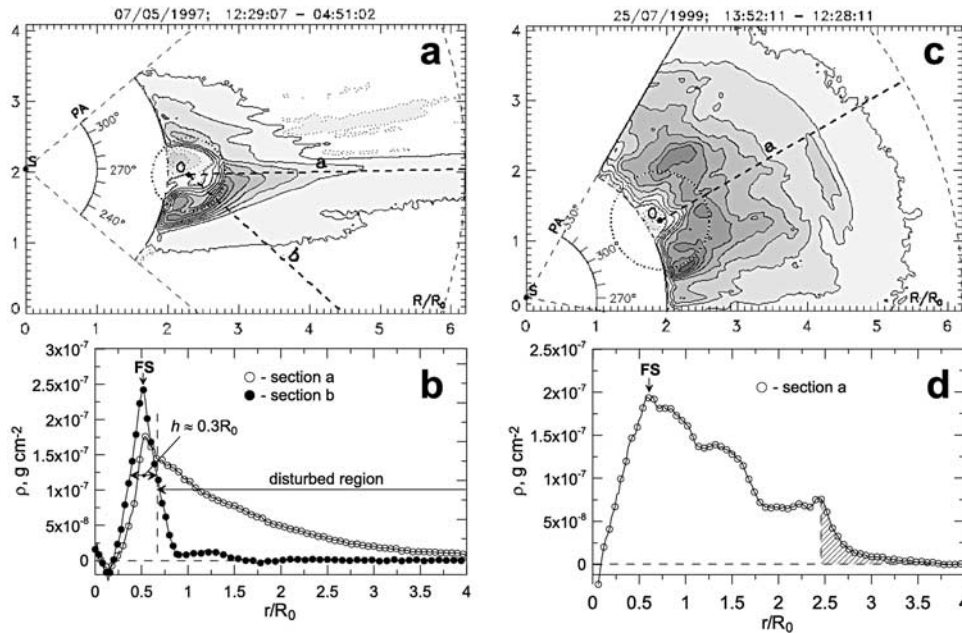 07/05/1997; 12:29:07 – 04:51:02
a
4
3
2
1
0
PA
300°
270°
240°
S
O
a
b
R/R₀
0 1 2 3 4 5 6
25/07/1999; 13:52:11 – 12:28:11
c
4
3
2
1
0
PA
330°
300°
270°
S
O
a
R/R₀
0 1 2 3 4 5 6
b
3x10⁻⁷
2.5x10⁻⁷
2x10⁻⁷
1.5x10⁻⁷
1x10⁻⁷
5x10⁻⁸
0
ρ, g cm⁻²
FS
○ - section a
● - section b
h ≈ 0.3R₀
disturbed region
0 0.5 1 1.5 2 2.5 3 3.5 4
r/R₀
d
2.5x10⁻⁷
2x10⁻⁷
1.5x10⁻⁷
1x10⁻⁷
5x10⁻⁸
0
ρ, g cm⁻²
FS
○ - section a
0 0.5 1 1.5 2 2.5 3 3.5 4
r/R₀